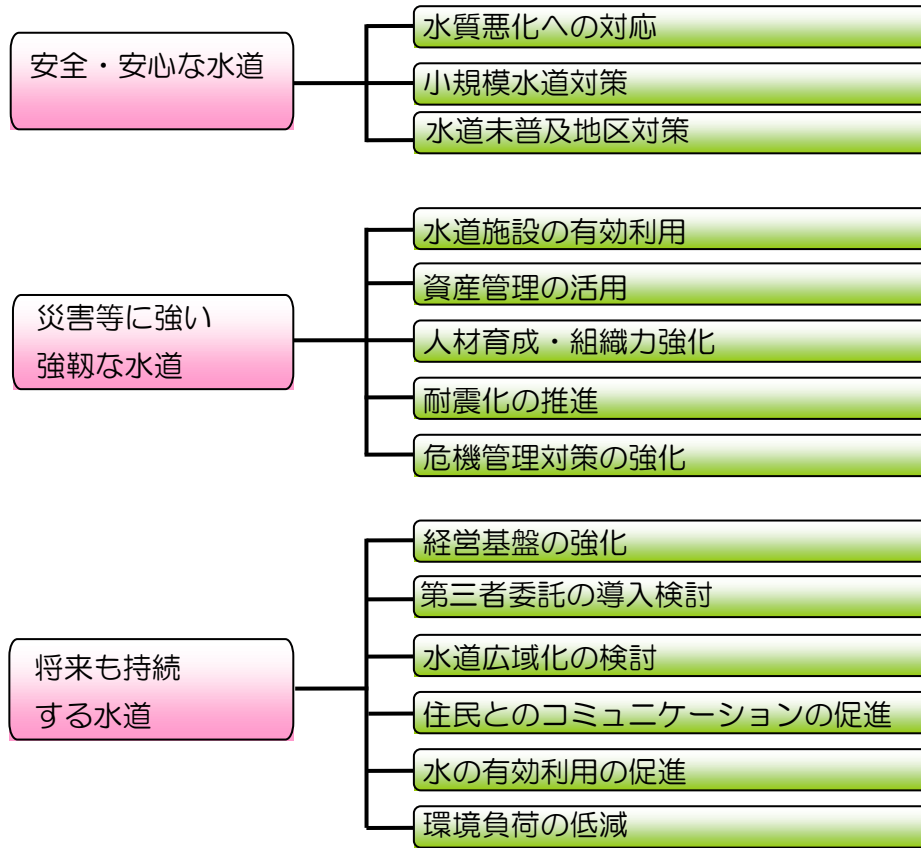 安全・安心な水道
水質悪化への対応
小規模水道対策
水道未普及地区対策
災害等に強い
強靱な水道
水道施設の有効利用
資産管理の活用
人材育成・組織力強化
耐震化の推進
危機管理対策の強化
将来も持続
する水道
経営基盤の強化
第三者委託の導入検討
水道広域化の検討
住民とのコミュニケーションの促進
水の有効利用の促進
環境負荷の低減